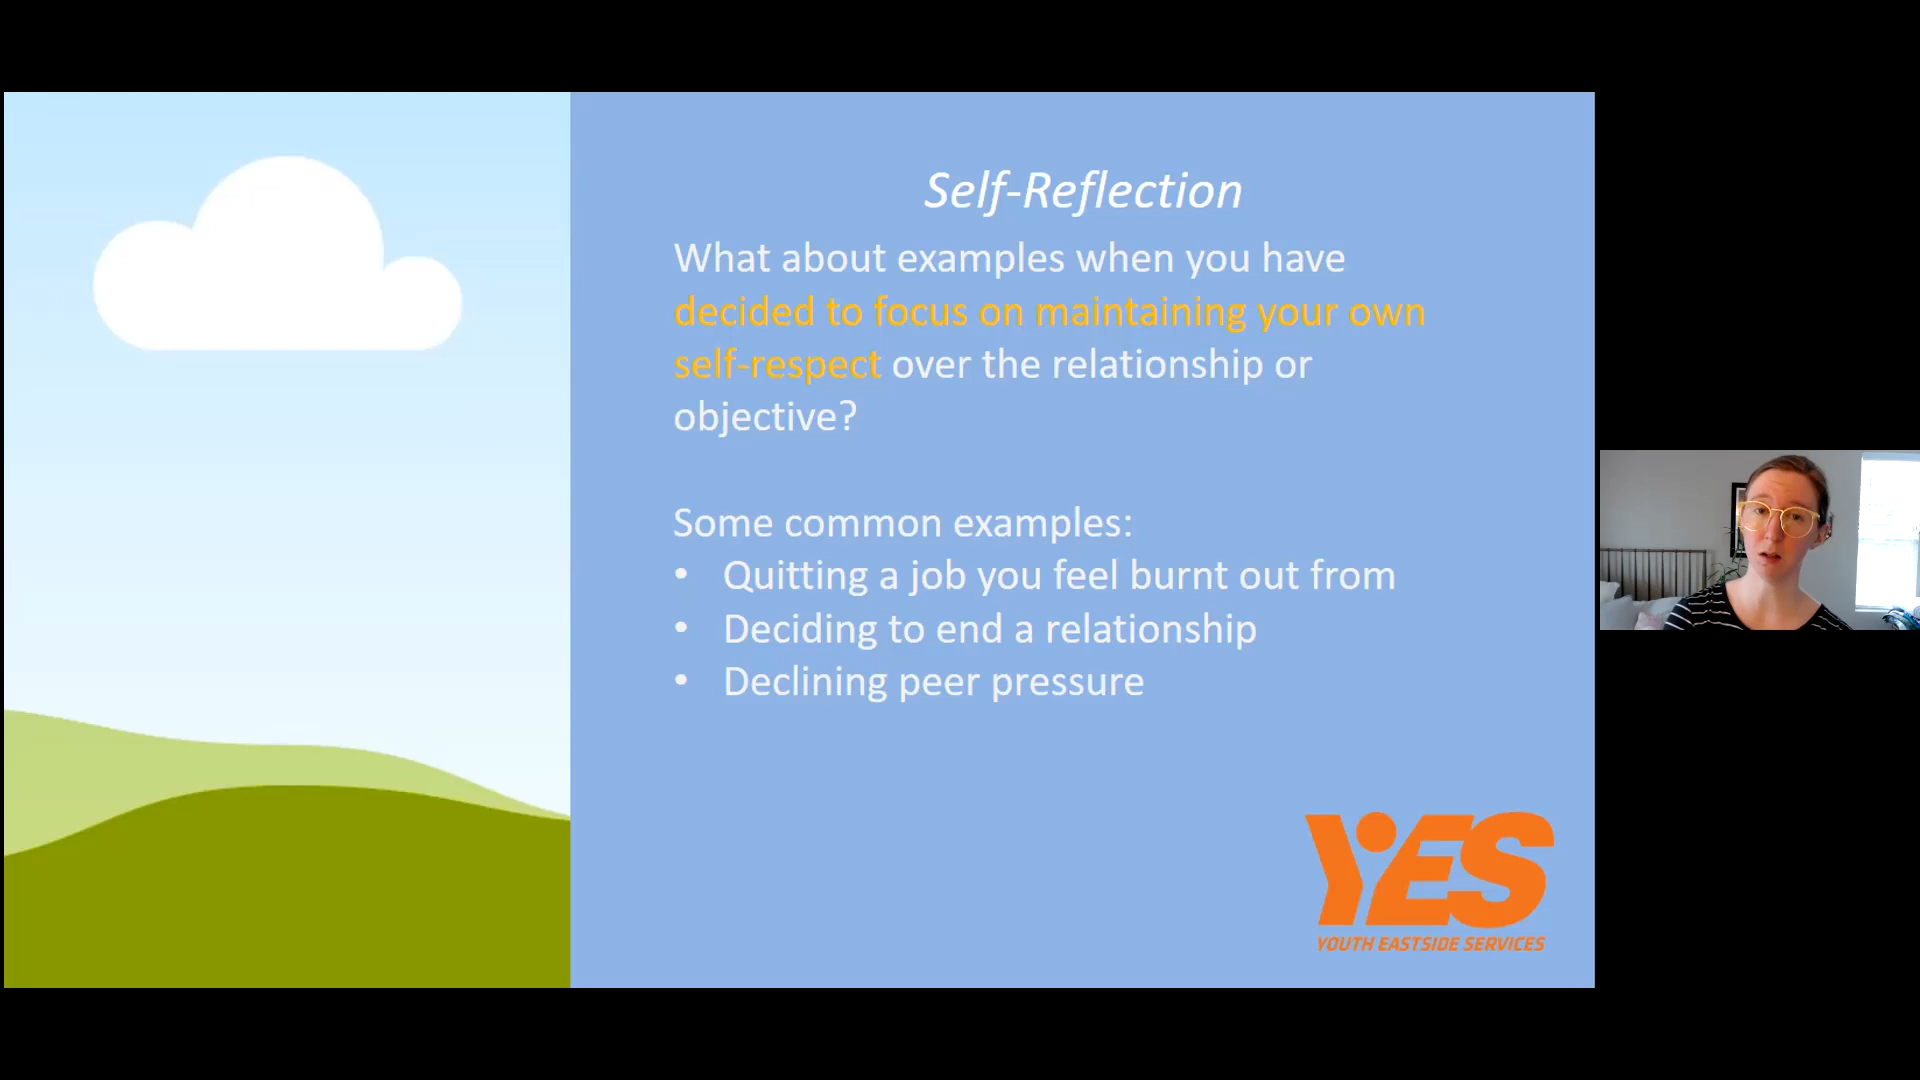 Self-Reflection
What about examples when you have
decided to focus on maintaining your own
self-respect over the relationship or
objective?
Some common examples:
• Quitting a job you feel burnt out from
• Deciding to end a relationship
• Declining peer pressure
YES
YOUTH EASTSIDE SERVICES